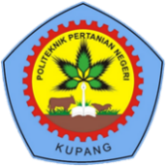 POLITEKNIK PERTANIAN NEGERI
KUPANG